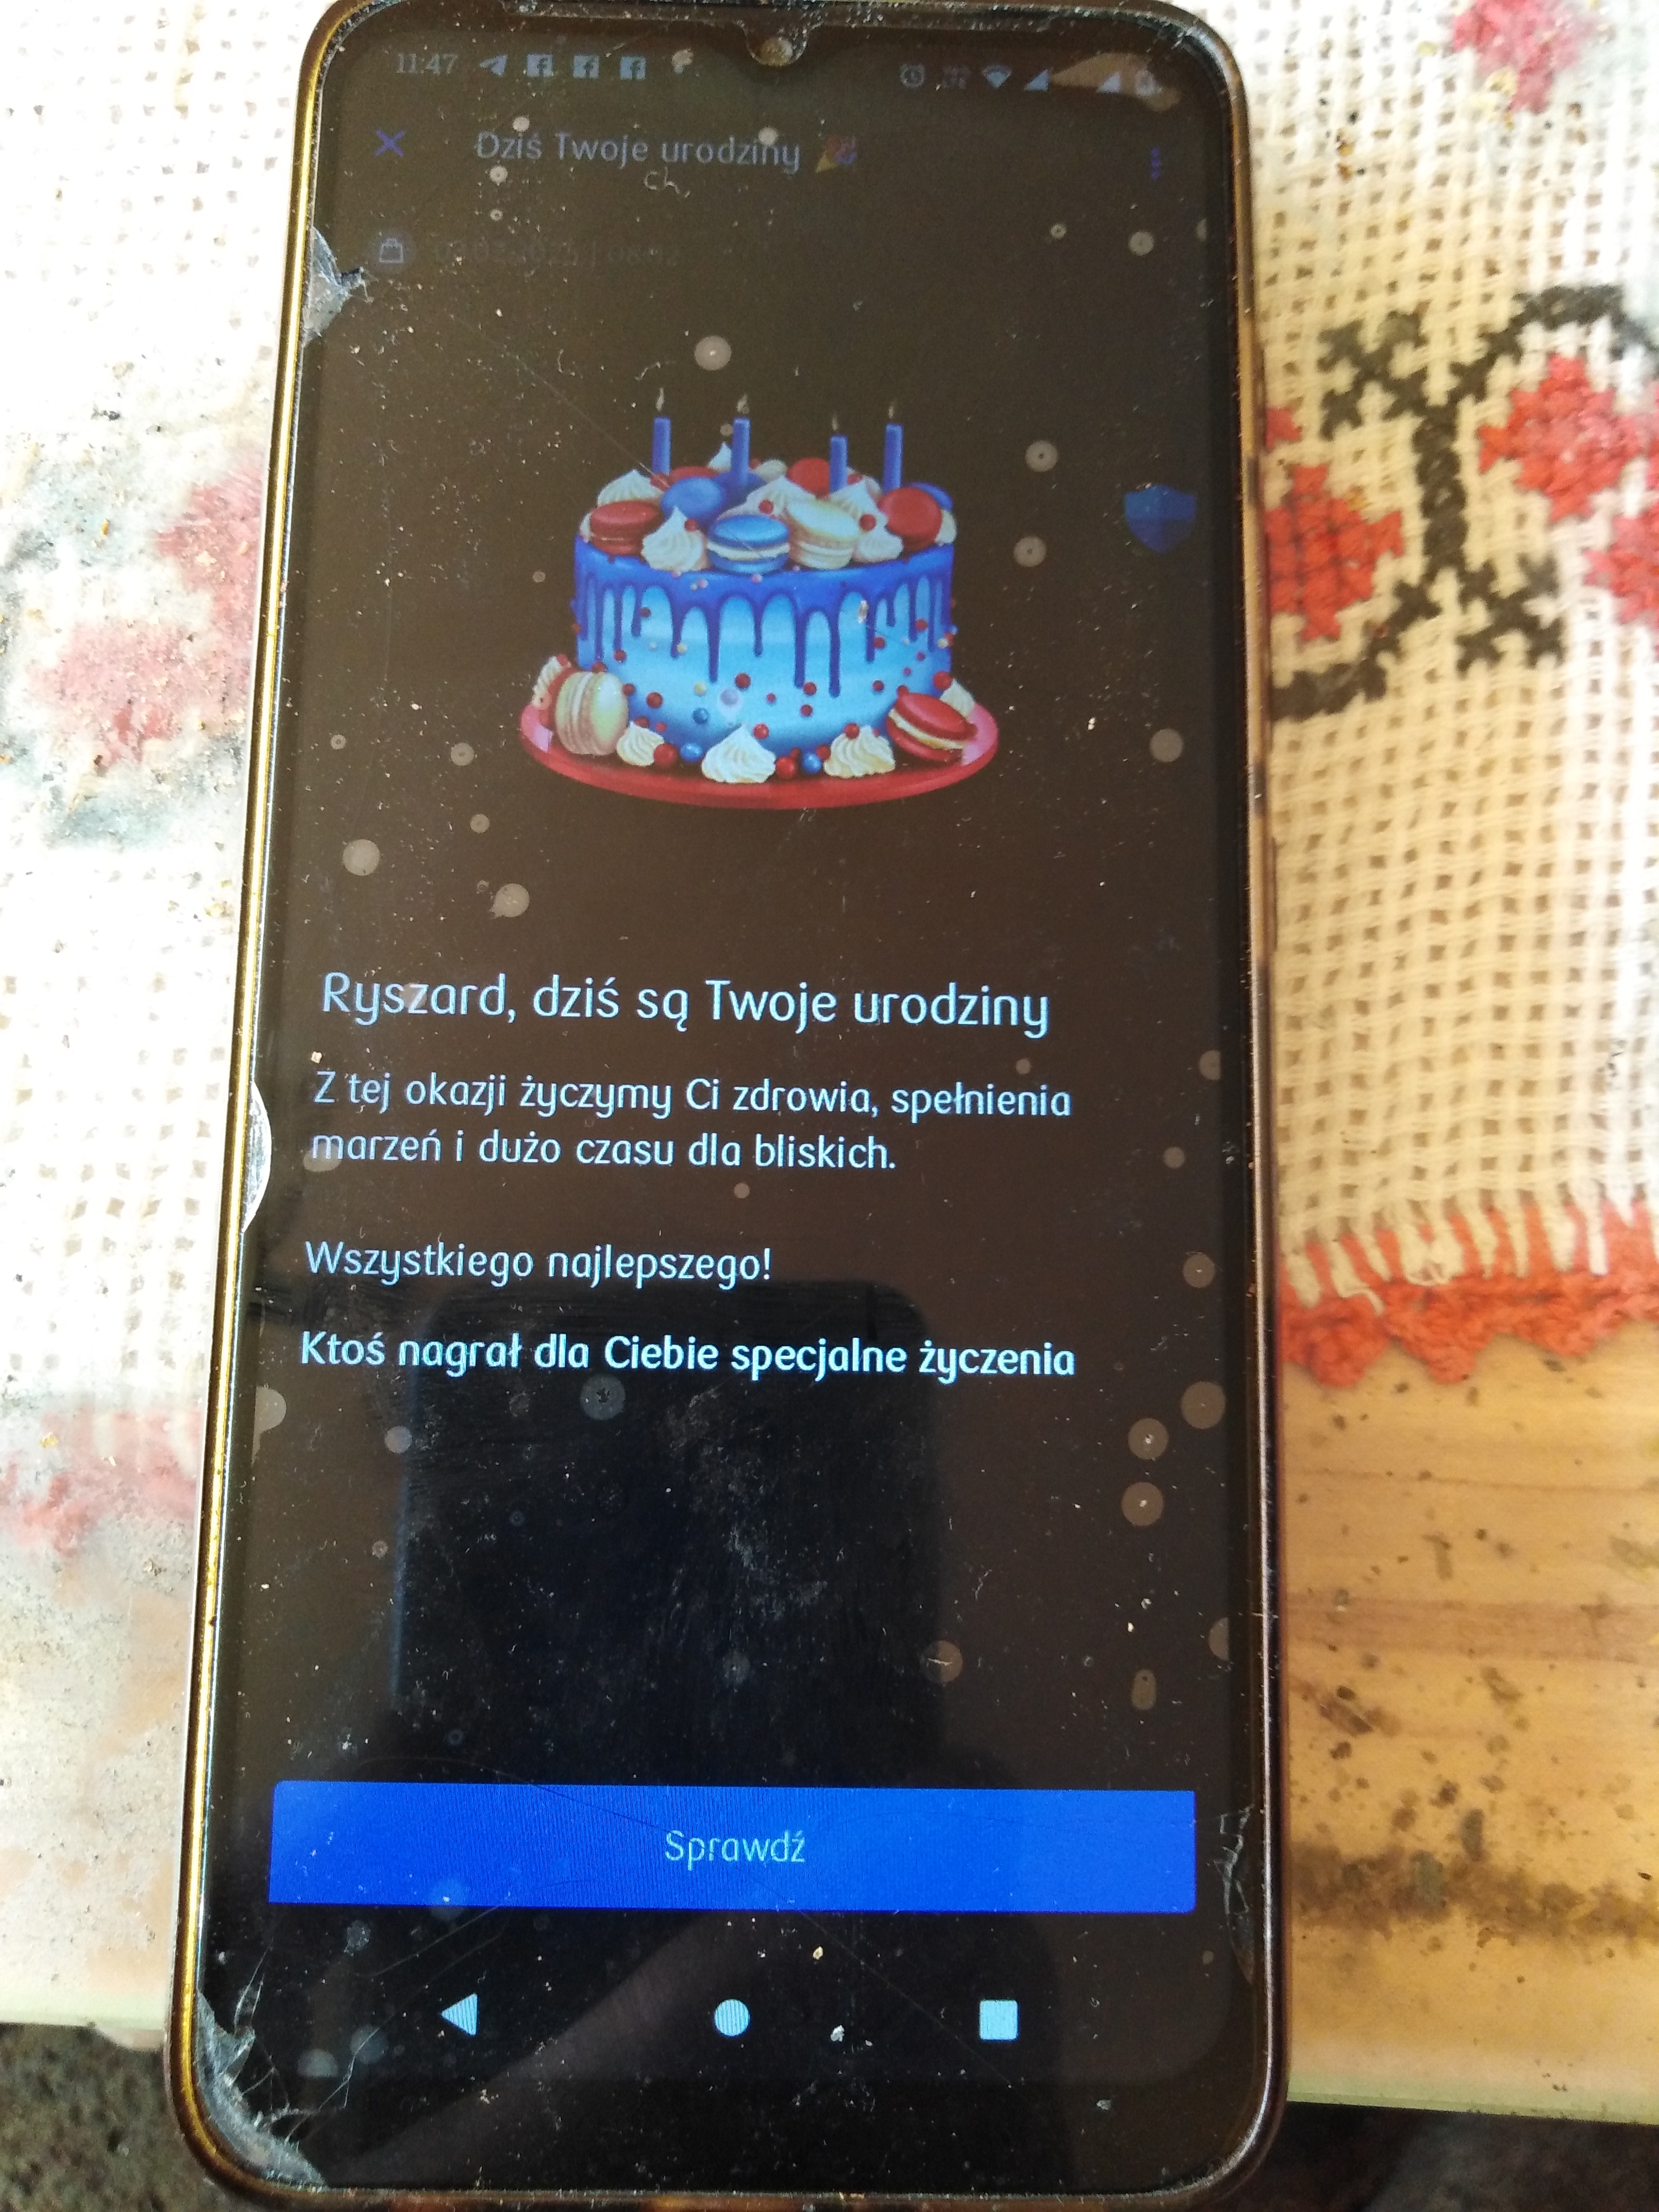 11:47
Dziś Twoje urodziny 🎉
Ryszard, dziś są Twoje urodziny
Z tej okazji życzymy Ci zdrowia, spełnienia
marzeń i dużo czasu dla bliskich.
Wszystkiego najlepszego!
Ktoś nagrał dla Ciebie specjalne życzenia
Sprawdź